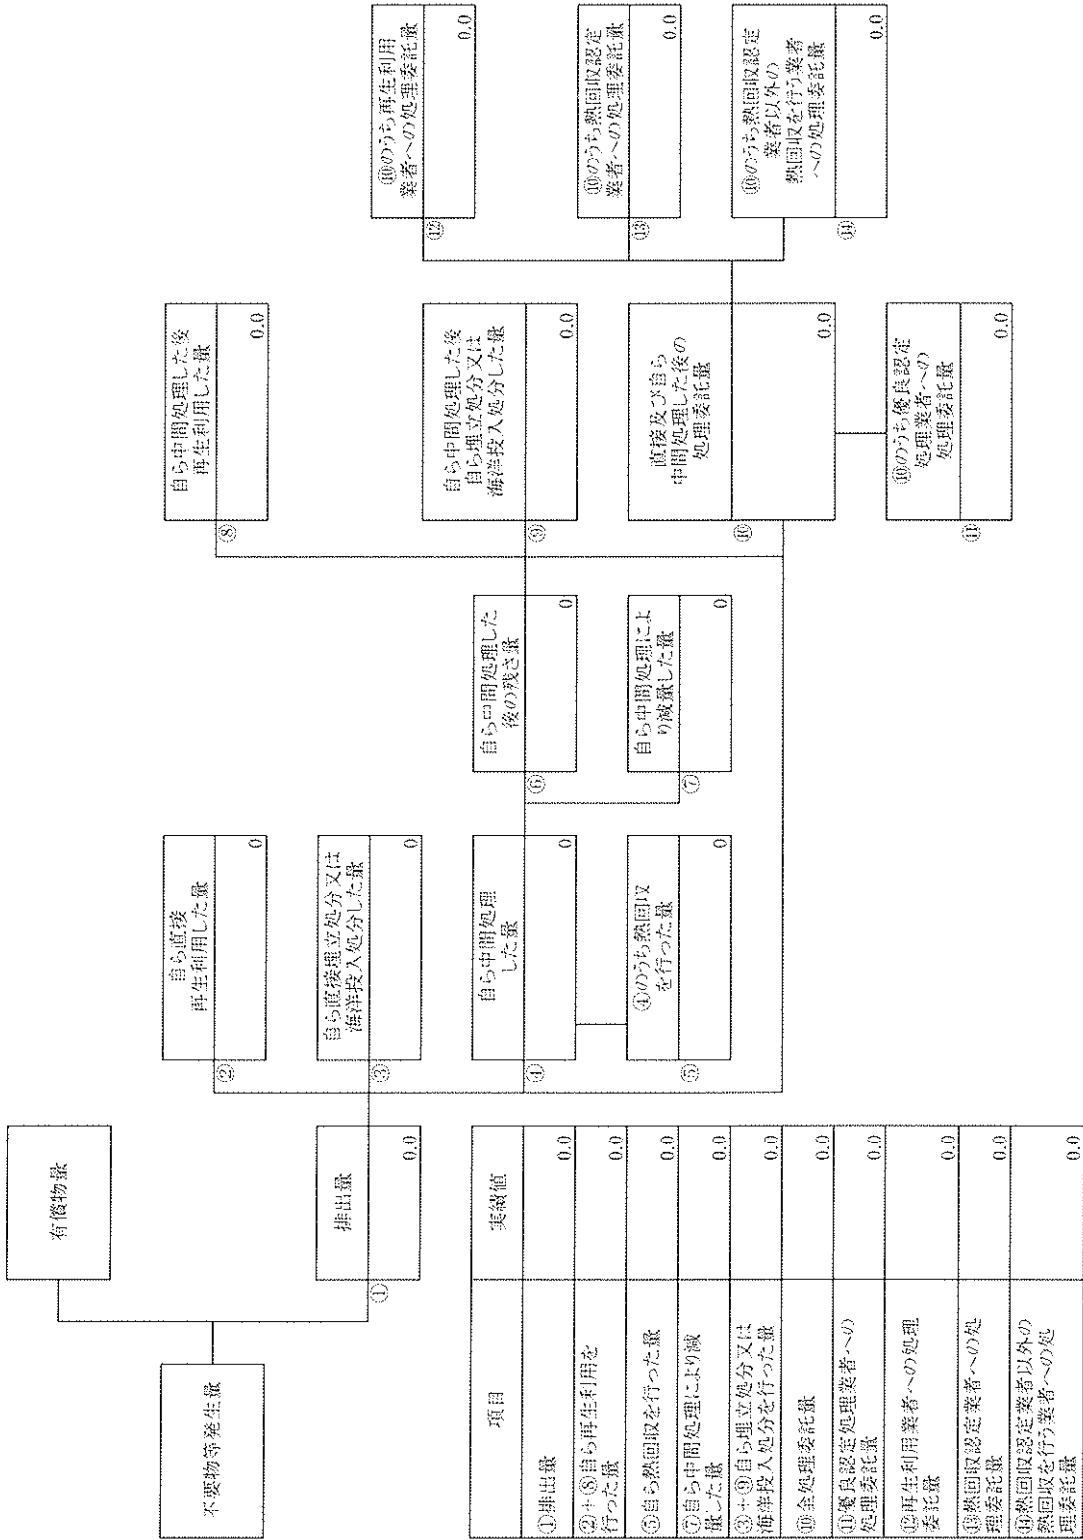 不要物等発生量
有償物量
排出量
①
0.0
自ら直接
再生利用した量
②
0
自ら直接埋立処分又は
海洋投入処分した量
③
0
自ら中間処理
した量
④
0
④のうち熱回収
を行った量
⑤
0
自ら中間処理した
後の残さ量
⑥
0
自ら中間処理によ
り減量した量
⑦
0
自ら中間処理した後
再生利用した量
⑧
0.0
自ら中間処理した後
自ら埋立処分又は
海洋投入処分した量
⑨
0.0
直接及び自ら
中間処理した後の
処理委託量
⑩
0.0
⑩のうち優良認定
処理業者への
処理委託量
⑪
0.0
⑩のうち再生利用
業者への処理委託量
⑫
0.0
⑩のうち熱回収認定
業者への処理委託量
⑬
0.0
⑩のうち熱回収認定
業者以外の
熱回収を行う業者
への処理委託量
⑭
0.0
項目 実績値
①排出量 0.0
②+⑧自ら再生利用を
行った量 0.0
⑤自ら熱回収を行った量 0.0
⑦自ら中間処理により減
量した量 0.0
③+⑨自ら埋立処分又は
海洋投入処分を行った量 0.0
⑩全処理委託量 0.0
⑪優良認定処理業者への
処理委託量 0.0
⑫再生利用業者への処理
委託量 0.0
⑬熱回収認定業者への処
理委託量 0.0
⑭熱回収認定業者以外の
熱回収を行う業者への処
理委託量 0.0